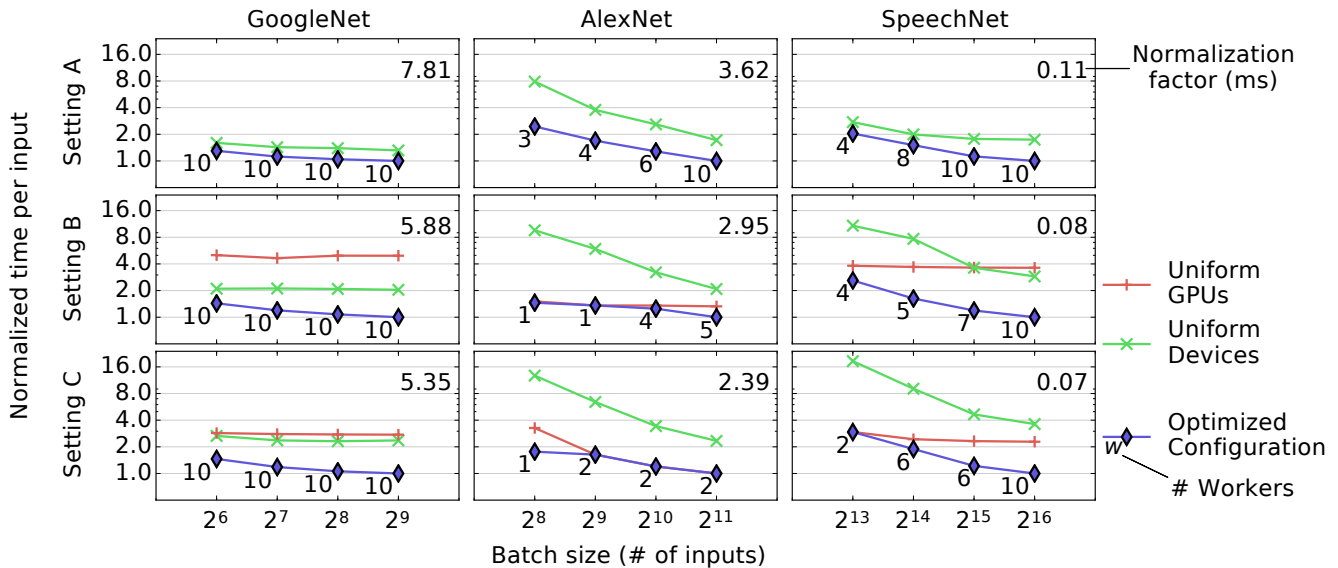 GoogleNet AlexNet SpeechNet
Normalized time per input
Setting A
16.0
8.0
4.0
2.0
1.0
7.81
10 10 10 10
3.62
3 4 6 10
0.11
4 8 10 10
Normalization
factor (ms)
Setting B
16.0
8.0
4.0
2.0
1.0
5.88
10 10 10 10
2.95
1 1 4 5
0.08
4 5 7 10
Setting C
16.0
8.0
4.0
2.0
1.0
5.35
10 10 10 10
2.39
1 2 2 2
0.07
2 6 6 10
Uniform
GPUs
Uniform
Devices
Optimized
Configuration
w
# Workers
2⁶ 2⁷ 2⁸ 2⁹ 2⁸ 2⁹ 2¹⁰ 2¹¹ 2¹³ 2¹⁴ 2¹⁵ 2¹⁶
Batch size (# of inputs)